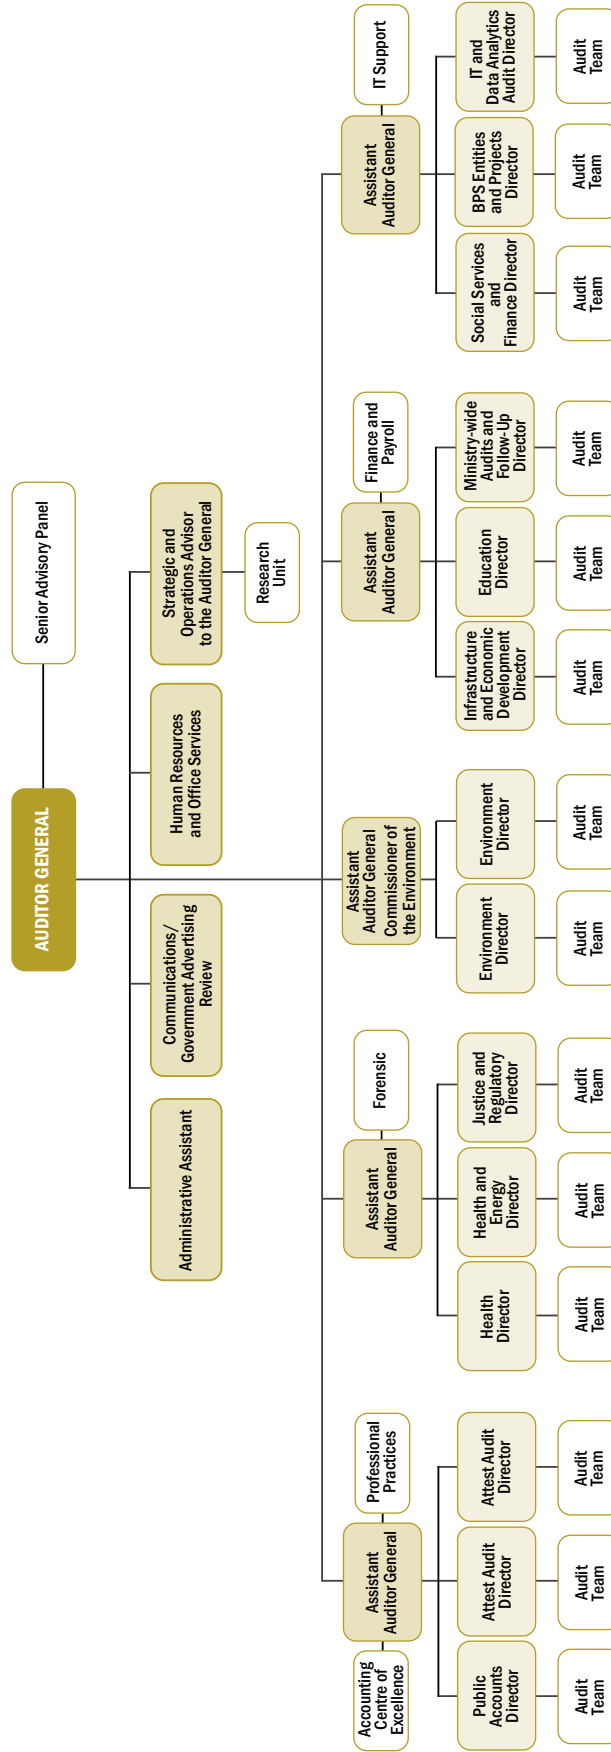 AUDITOR GENERAL
Senior Advisory Panel
Administrative Assistant
Communications/
Government Advertising
Review
Human Resources
and Office Services
Strategic and
Operations Advisor
to the Auditor General
Research
Unit
Accounting
Centre of
Excellence
Assistant
Auditor General
Professional
Practices
Assistant
Auditor General
Forensic
Assistant
Auditor General
Commissioner of
the Environment
Assistant
Auditor General
Finance and
Payroll
Assistant
Auditor General
IT Support
Public
Accounts
Director
Attest Audit
Director
Attest Audit
Director
Health
Director
Health and
Energy
Director
Justice and
Regulatory
Director
Environment
Director
Environment
Director
Infrastructure
and Economic
Development
Director
Education
Director
Ministry-wide
Audits and
Follow-Up
Director
Social Services
and
Finance Director
BPS Entities
and Projects
Director
IT and
Data Analytics
Audit Director
Audit
Team
Audit
Team
Audit
Team
Audit
Team
Audit
Team
Audit
Team
Audit
Team
Audit
Team
Audit
Team
Audit
Team
Audit
Team
Audit
Team
Audit
Team
Audit
Team